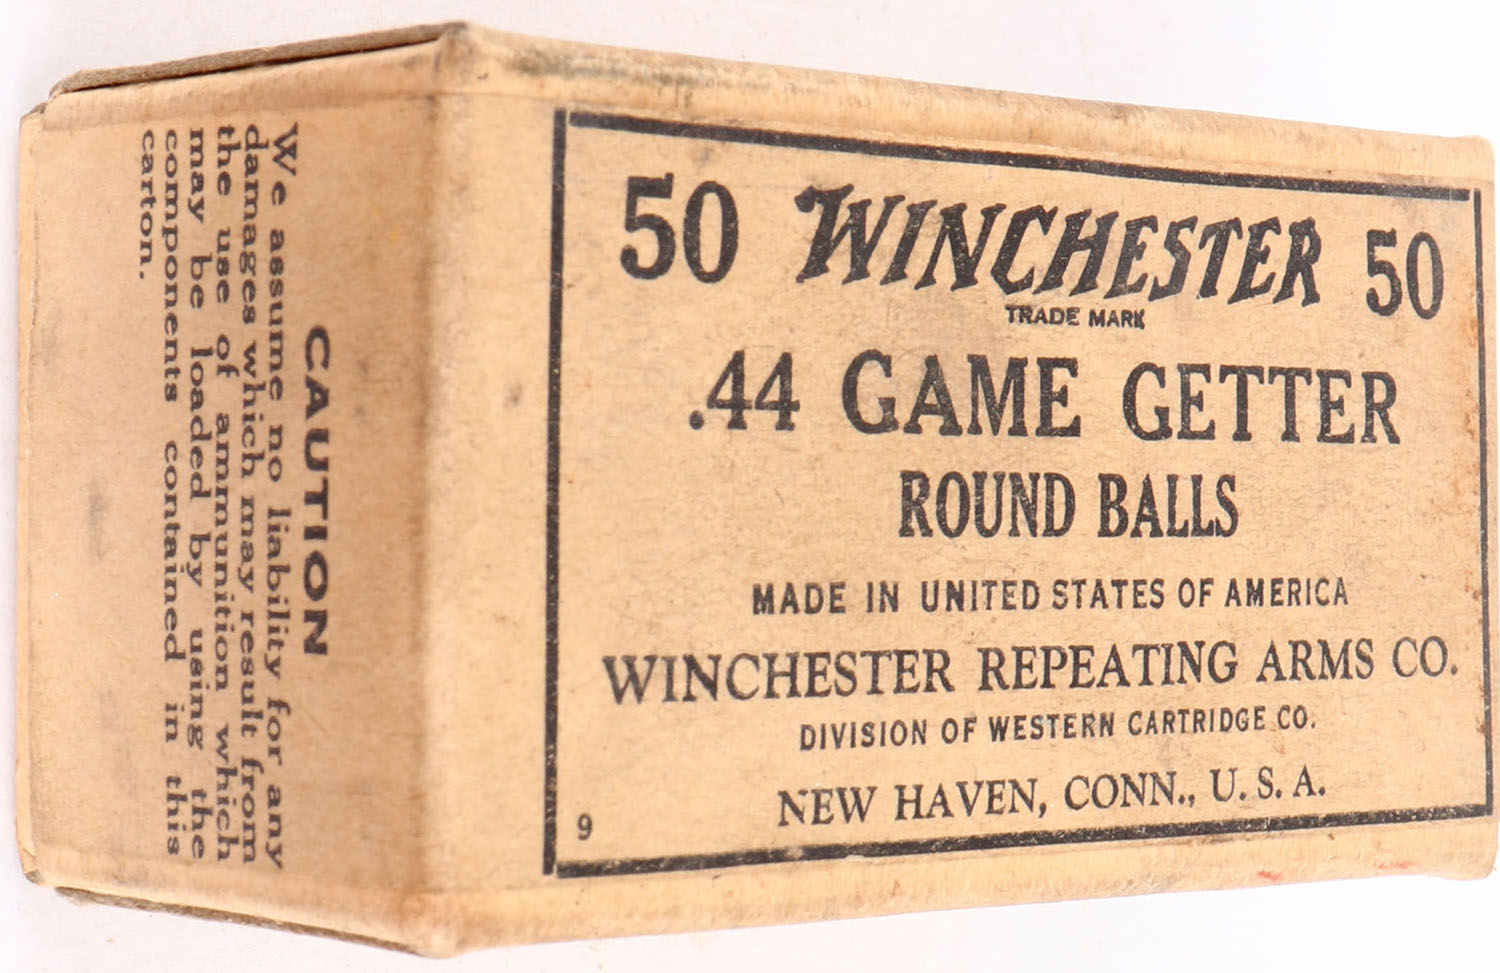 50 WINCHESTER 50
TRADE MARK
.44 GAME GETTER
ROUND BALLS
MADE IN UNITED STATES OF AMERICA
WINCHESTER REPEATING ARMS CO.
DIVISION OF WESTERN CARTRIDGE CO.
NEW HAVEN, CONN., U. S. A.
9
CAUTION
We assume no liability for any
damages which may result from
the use of ammunition which
may be loaded by using the
components contained in this
carton.